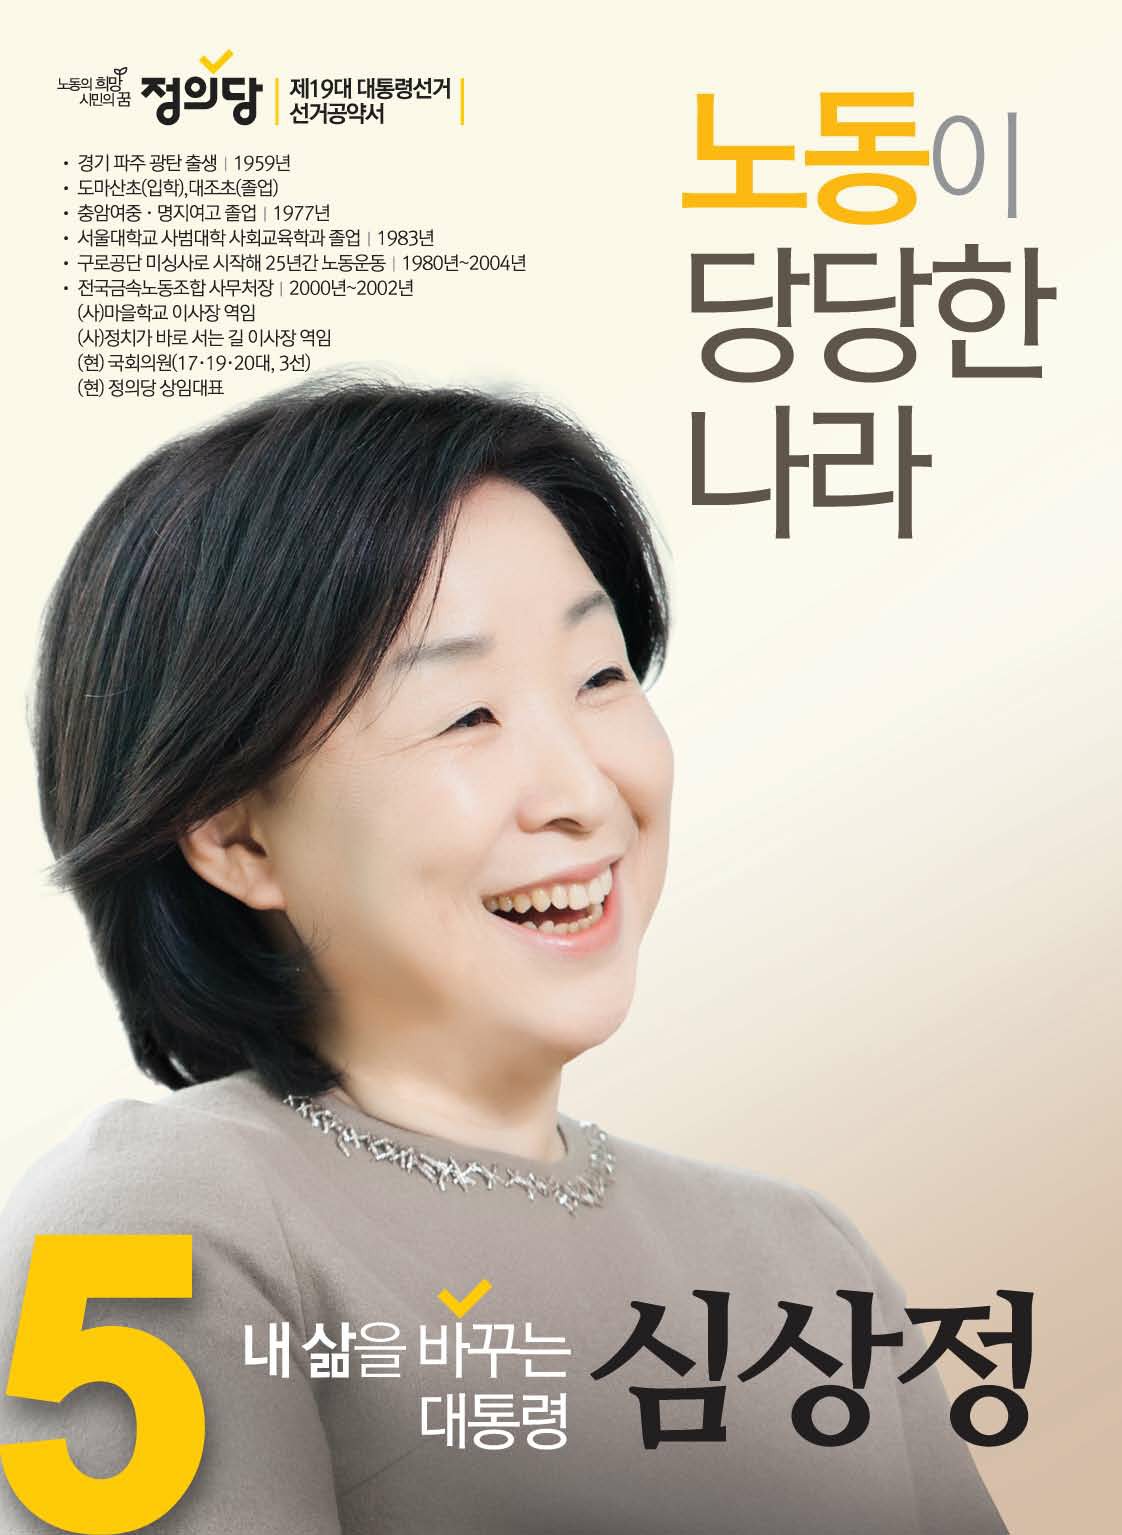 노동의 희망
시민의 꿈
정의당
제19대 대통령선거
선거공약서
• 경기 파주 광탄 출생 | 1959년
• 도마산초(입학),대조초(졸업)
• 충암여중 · 명지여고 졸업 | 1977년
• 서울대학교 사범대학 사회교육학과 졸업 | 1983년
• 구로공단 미싱사로 시작해 25년간 노동운동 | 1980년~2004년
• 전국금속노동조합 사무처장 | 2000년~2002년
(사)마을학교 이사장 역임
(사)정치가 바로 서는 길 이사장 역임
(현) 국회의원(17·19·20대, 3선)
(현) 정의당 상임대표
노동이
당당한
나라
5
내 삶을 바꾸는
대통령
심상정